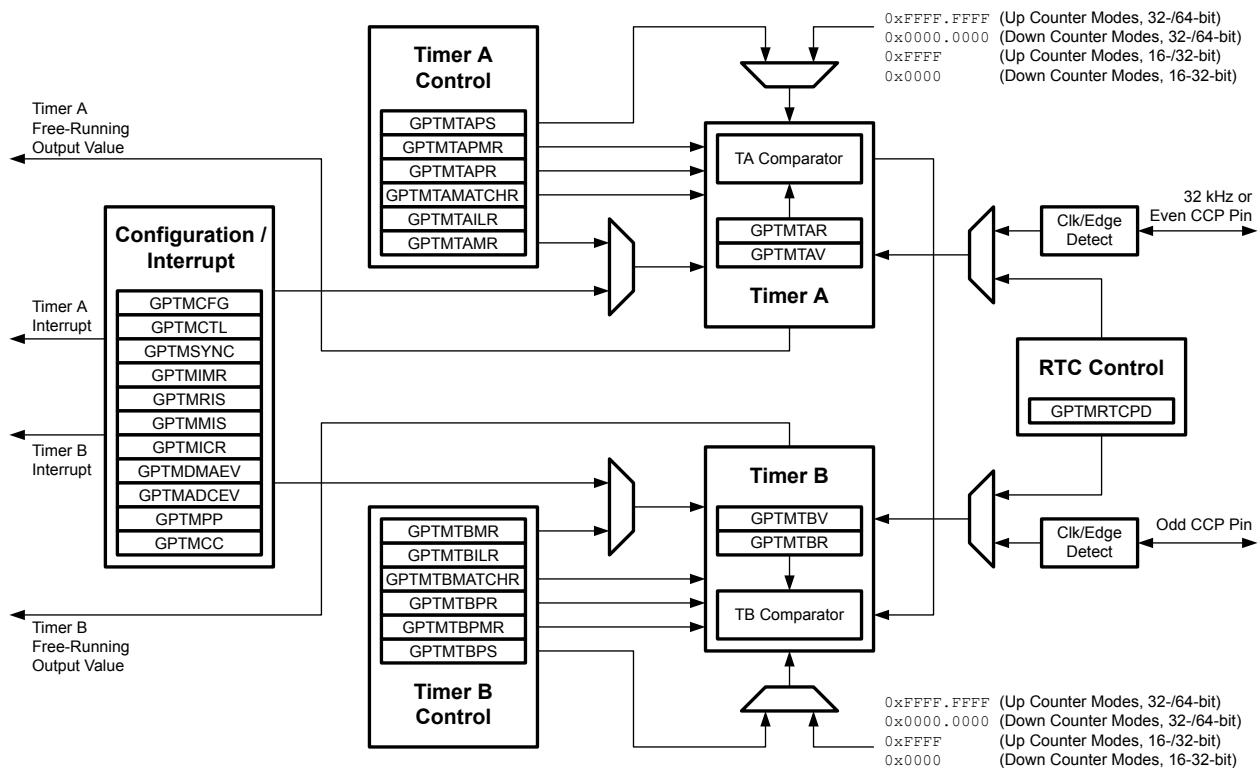 0xFFFF.FFFF (Up Counter Modes, 32-/64-bit)
0x0000.0000 (Down Counter Modes, 32-/64-bit)
0xFFFF (Up Counter Modes, 16-/32-bit)
0x0000 (Down Counter Modes, 16-32-bit)
Timer A
Control
GPTMTAPS
GPTMTAPMR
GPTMTAPR
GPTMTAMATCHR
GPTMTAILR
GPTMTAMR
Timer A
Free-Running
Output Value
TA Comparator
GPTMTAR
GPTMTAV
Timer A
32 kHz or
Even CCP Pin
Clk/Edge
Detect
Configuration /
Interrupt
GPTMCFG
GPTMCTL
GPTMSYNC
GPTMIMR
GPTMRIS
GPTMMIS
GPTMICR
GPTMDMAEV
GPTMADCEV
GPTMPP
GPTMCC
Timer A
Interrupt
Timer B
Interrupt
RTC Control
GPTMRTCPD
Timer B
GPTMTBV
GPTMTBR
TB Comparator
Clk/Edge
Detect
Odd CCP Pin
GPTMTBMR
GPTMTBILR
GPTMTBMATCHR
GPTMTBPR
GPTMTBPMR
GPTMTBPS
Timer B
Control
Timer B
Free-Running
Output Value
0xFFFF.FFFF (Up Counter Modes, 32-/64-bit)
0x0000.0000 (Down Counter Modes, 32-/64-bit)
0xFFFF (Up Counter Modes, 16-/32-bit)
0x0000 (Down Counter Modes, 16-32-bit)